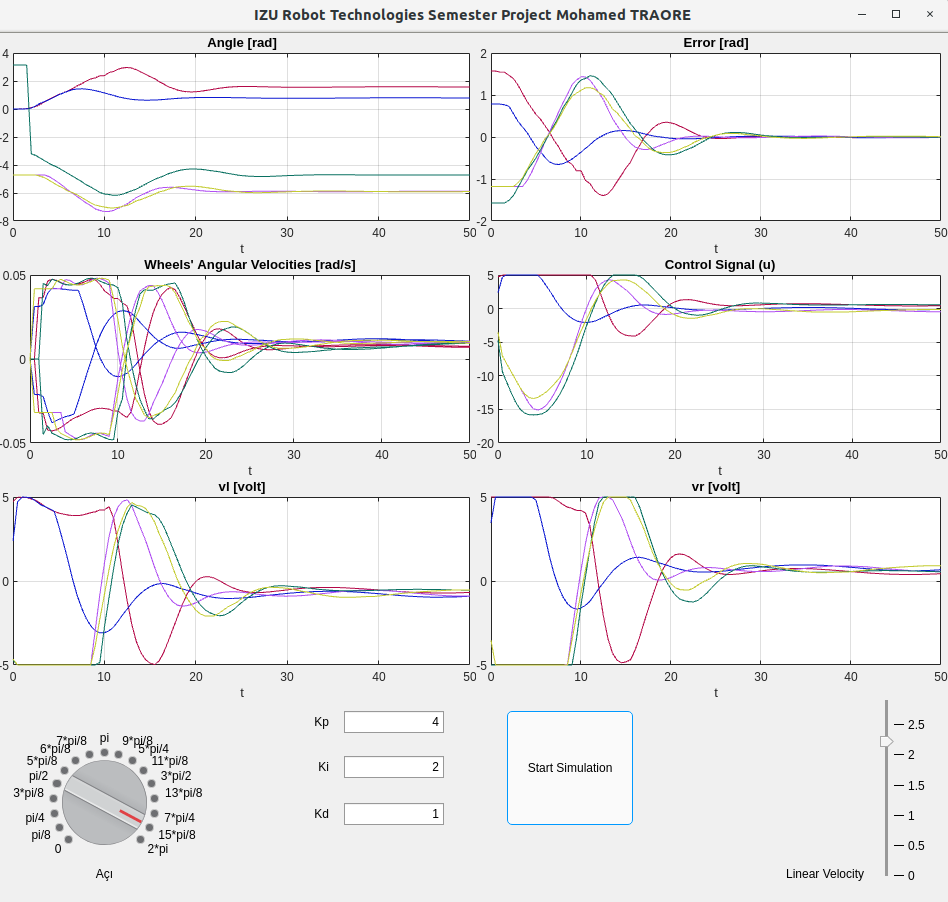 IZU Robot Technologies Semester Project Mohamed TRAORE
Angle [rad]
4
2
0
-2
-4
-6
-8
0 10 20 30 40 50
t
Error [rad]
2
1
0
-1
-2
0 10 20 30 40 50
t
Wheels' Angular Velocities [rad/s]
0.05
0
-0.05
0 10 20 30 40 50
t
Control Signal (u)
5
0
-5
-10
-15
-20
0 10 20 30 40 50
t
vl [volt]
5
0
-5
0 10 20 30 40 50
t
vr [volt]
5
0
-5
0 10 20 30 40 50
t
0
pi/8
pi/4
3*pi/8
pi/2
5*pi/8
6*pi/8
7*pi/8
pi
9*pi/8
5*pi/4
11*pi/8
3*pi/2
13*pi/8
7*pi/4
15*pi/8
2*pi
Açı
Kp 4
Ki 2
Kd 1
Start Simulation
2.5
2
1.5
1
0.5
0
Linear Velocity